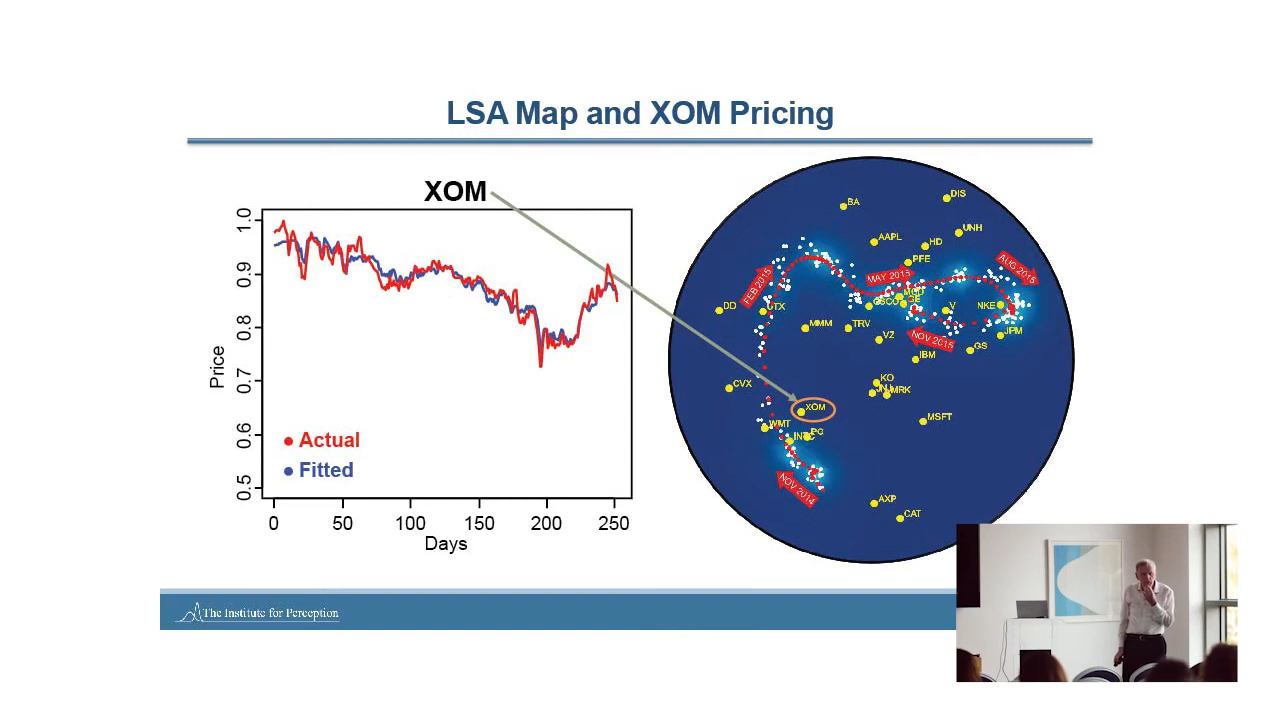 LSA Map and XOM Pricing
XOM
Price
1.0
0.9
0.8
0.7
0.6
0.5
Actual
Fitted
0
50
100
150
200
250
Days
DIS
BA
UNH
AAPL
HD
PFE
AUG 2015
FEB 2015
MAY 2015
MCD
GE
CSCO
V
NKE
DD
UTX
MMM
TRV
VZ
NOV 2015
JPM
GS
IBM
CVX
KO
JNJ
MRK
XOM
MSFT
WMT
INTC
PG
NOV 2014
AXP
CAT
The Institute for Perception